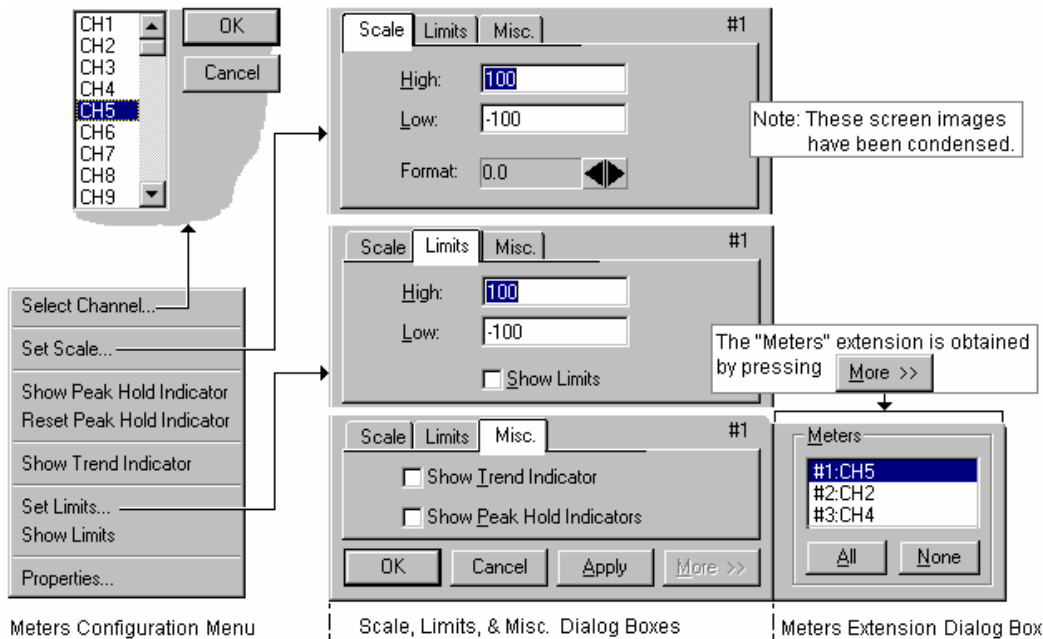 CH1
CH2
CH3
CH4
CH5
CH6
CH7
CH8
CH9
OK
Cancel
Scale Limits Misc. #1
High: 100
Low: -100
Format: 0.0
Note: These screen images
have been condensed.
Select Channel...
Set Scale...
Show Peak Hold Indicator
Reset Peak Hold Indicator
Show Trend Indicator
Set Limits...
Show Limits
Properties...
Scale Limits Misc. #1
High: 100
Low: -100
Show Limits
The "Meters" extension is obtained
by pressing More >>
Scale Limits Misc. #1
Show Trend Indicator
Show Peak Hold Indicators
OK Cancel Apply More >>
Meters
#1:CH5
#2:CH2
#3:CH4
All None
Meters Configuration Menu
Scale, Limits, & Misc. Dialog Boxes
Meters Extension Dialog Box